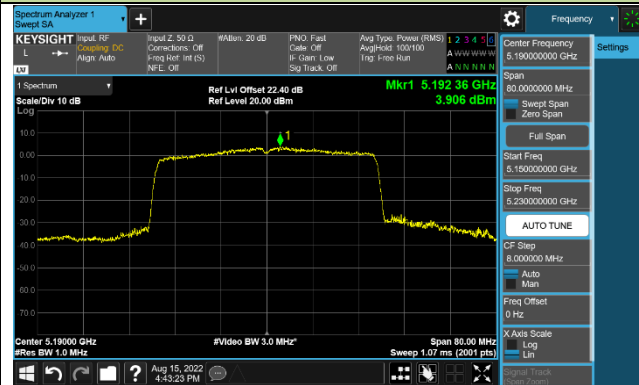 Spectrum Analyzer 1
Swept SA
Frequency
KEYSIGHT Input: RF Input Z: 50 Ω #Atten: 20 dB PNO: Fast Avg Type: Power (RMS) 1 2 3 4 5 6
L Coupling: DC Corrections: Off Gate: Off Avg|Hold: 100/100 A W W W W W
Align: Auto Freq Ref: Int (S) IF Gain: Low Trig: Free Run
NFE: Off Sig Track: Off A N N N N N
LXI
1 Spectrum
Ref Lvl Offset 22.40 dB Mkr1 5.192 36 GHz
Scale/Div 10 dB Ref Level 20.00 dBm 3.906 dBm
Log
1
10.0
0.00
-10.0
-20.0
-30.0
-40.0
-50.0
-60.0
-70.0
Center 5.19000 GHz #Video BW 3.0 MHz* Span 80.00 MHz
#Res BW 1.0 MHz Sweep 1.07 ms (2001 pts)
? Aug 15, 2022
4:43:23 PM
Center Frequency
5.190000000 GHz
Settings
Span
80.0000000 MHz
Swept Span
Zero Span
Full Span
Start Freq
5.150000000 GHz
Stop Freq
5.230000000 GHz
AUTO TUNE
CF Step
8.000000 MHz
Auto
Man
Freq Offset
0 Hz
X Axis Scale
Log
Lin
Signal Track
(Span Zoom)